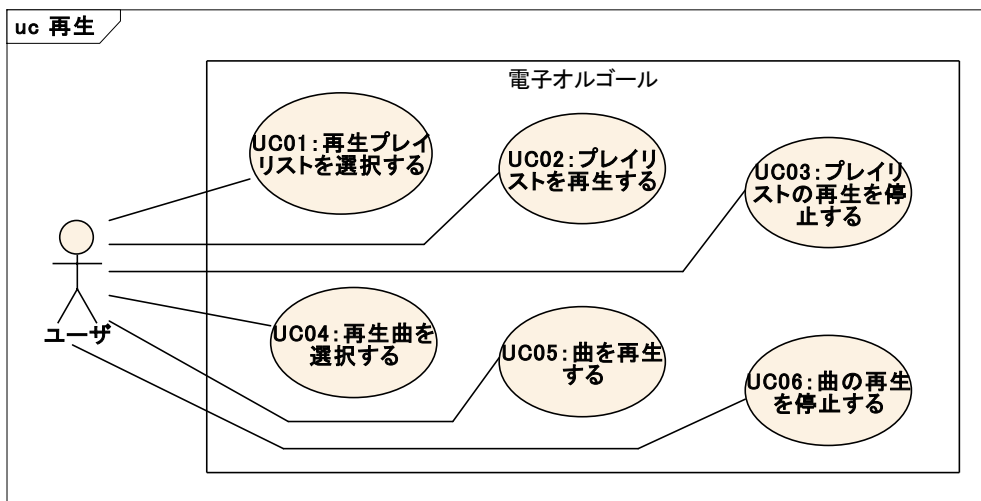 uc 再生
電子オルゴール
UC01:再生プレイ
リストを選択する
UC02:プレイリ
ストを再生する
UC03:プレイリ
ストの再生を停
止する
ユーザ
UC04:再生曲を
選択する
UC05:曲を再生
する
UC06:曲の再生
を停止する